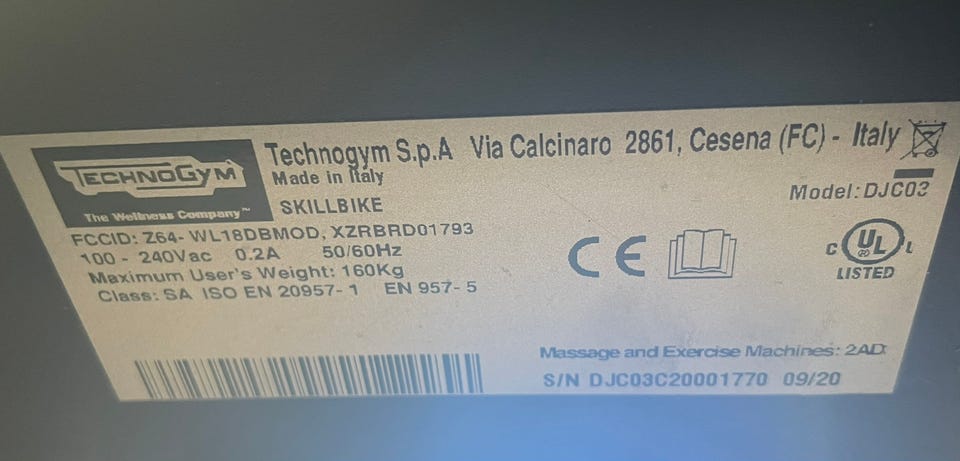 TECHNOGYM
The Wellness Company™
Technogym S.p.A Via Calcinaro 2861, Cesena (FC) - Italy
Made in Italy
SKILLBIKE
Model: DJC03
FCCID: Z64- WL18DBMOD, XZRBRD01793
100 - 240Vac 0.2A 50/60Hz
Maximum User's Weight: 160Kg
Class: SA ISO EN 20957-1 EN 957-5
CE
C UL ® L
LISTED
Massage and Exercise Machines: 2AD
S/N DJC03C20001770 09/20